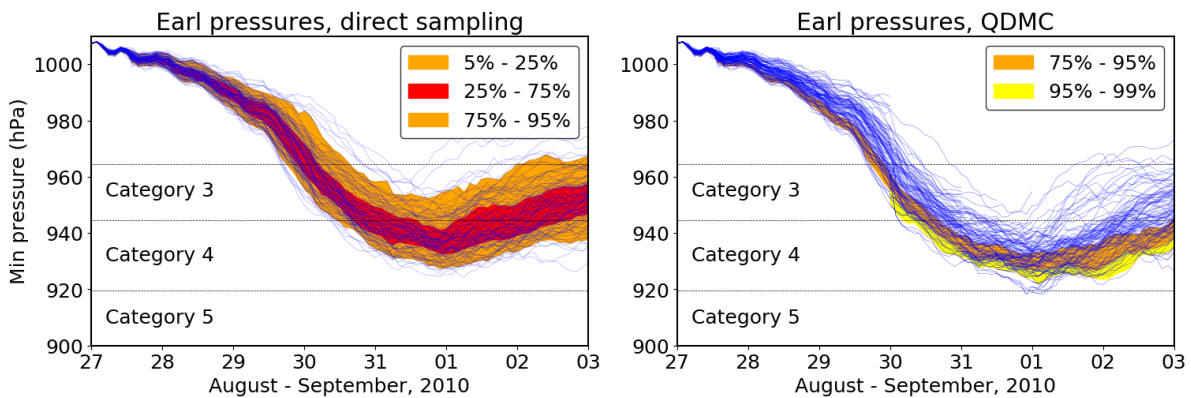 Earl pressures, direct sampling
Min pressure (hPa)
1000
980
960
940
920
900
5% - 25%
25% - 75%
75% - 95%
Category 3
Category 4
Category 5
27 28 29 30 31 01 02 03
August - September, 2010
Earl pressures, QDMC
1000
980
960
940
920
900
75% - 95%
95% - 99%
Category 3
Category 4
Category 5
27 28 29 30 31 01 02 03
August - September, 2010